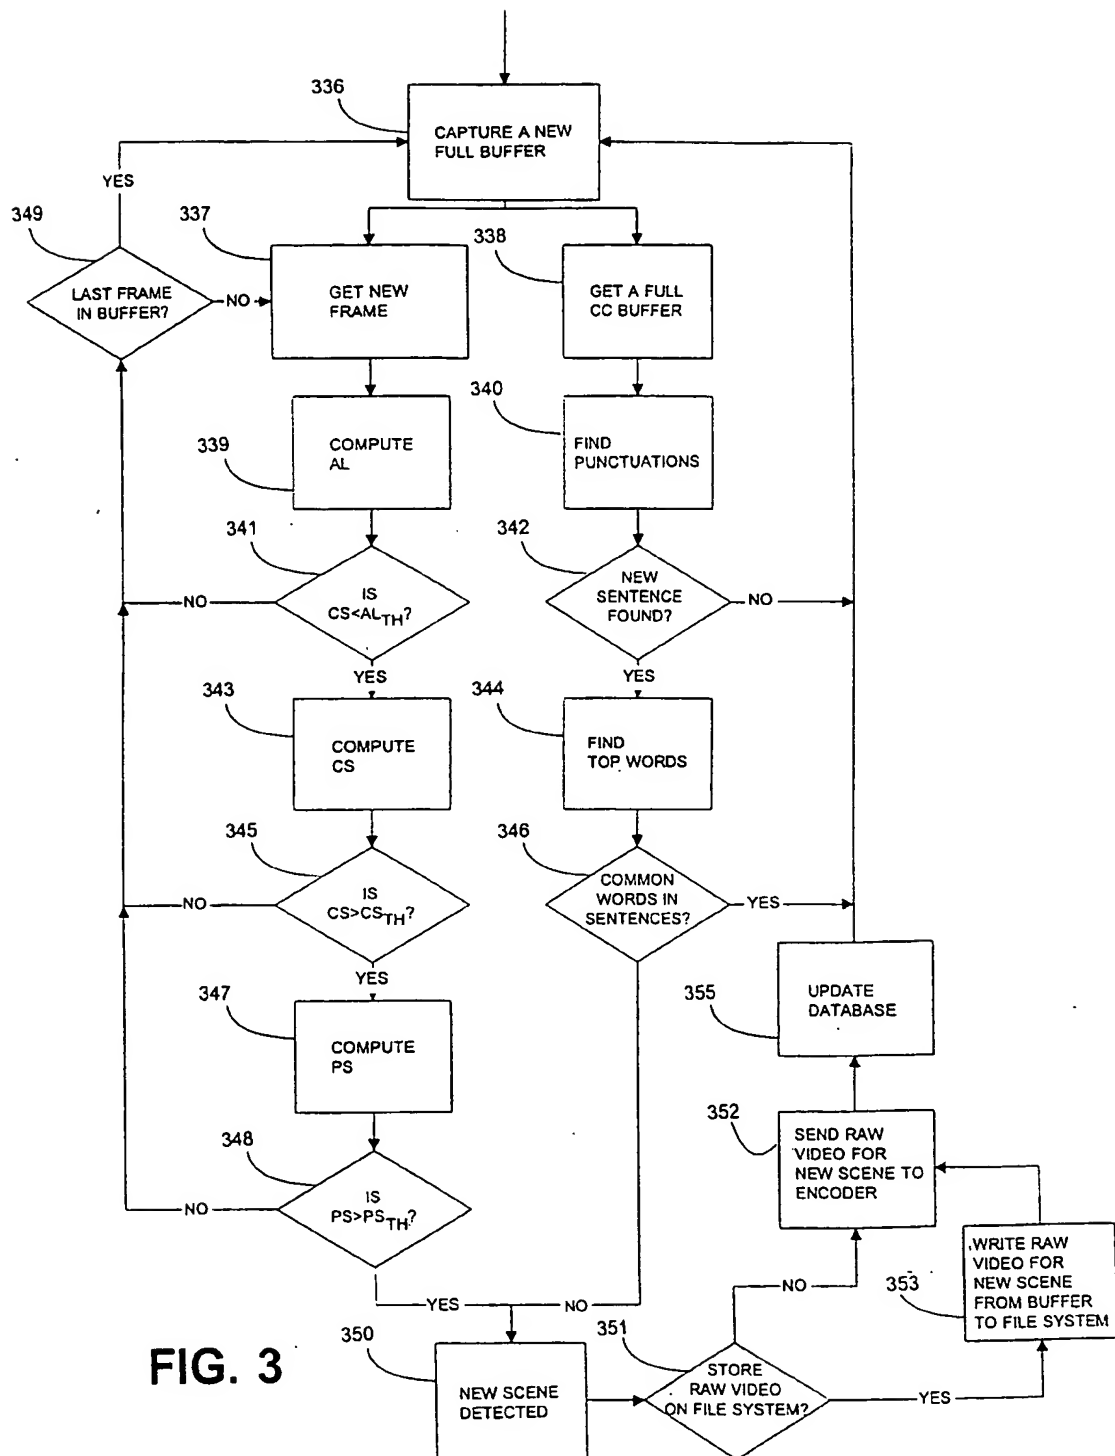 336
CAPTURE A NEW
FULL BUFFER
YES
349
LAST FRAME
IN BUFFER?
NO
337
GET NEW
FRAME
338
GET A FULL
CC BUFFER
339
COMPUTE
AL
340
FIND
PUNCTUATIONS
341
IS
CS<AL_TH?
NO
YES
342
NEW
SENTENCE
FOUND?
NO
YES
343
COMPUTE
CS
344
FIND
TOP WORDS
345
IS
CS>CS_TH?
NO
YES
346
COMMON
WORDS IN
SENTENCES?
YES
347
COMPUTE
PS
355
UPDATE
DATABASE
348
IS
PS>PS_TH?
NO
YES
NO
352
SEND RAW
VIDEO FOR
NEW SCENE TO
ENCODER
353
WRITE RAW
VIDEO FOR
NEW SCENE
FROM BUFFER
TO FILE SYSTEM
NO
350
NEW SCENE
DETECTED
351
STORE
RAW VIDEO
ON FILE SYSTEM?
YES
FIG. 3